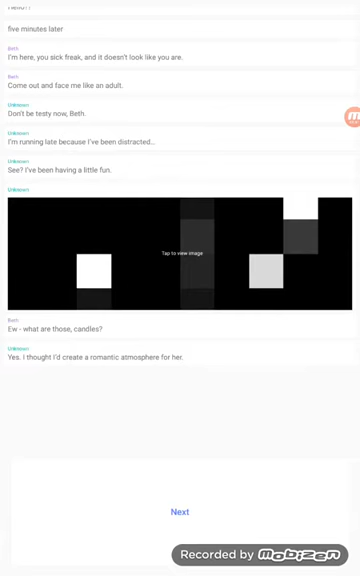 five minutes later
Beth
I'm here, you sick freak, and it doesn't look like you are.
Beth
Come out and face me like an adult.
Unknown
Don't be testy now, Beth.
Unknown
I'm running late because I've been distracted...
Unknown
See? I've been having a little fun.
Unknown
Tap to view image
Beth
Ew - what are those, candles?
Unknown
Yes. I thought I'd create a romantic atmosphere for her.
Next
Recorded by Mobizen